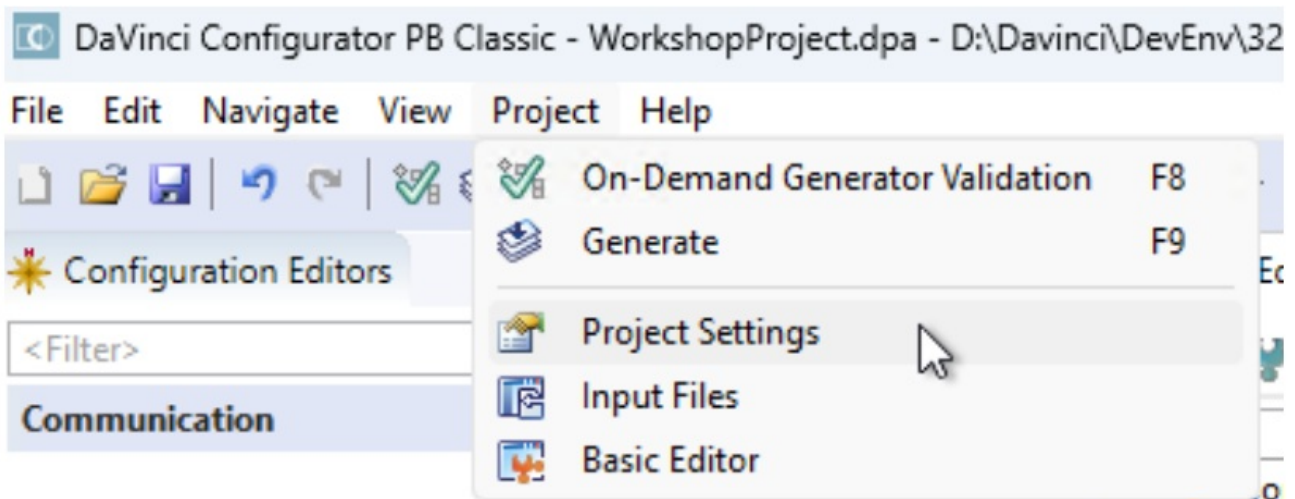 DaVinci Configurator PB Classic - WorkshopProject.dpa - D:\Davinci\DevEnv\32
File Edit Navigate View Project Help
On-Demand Generator Validation F8
Generate F9
Configuration Editors
<Filter>
Project Settings
Input Files
Communication
Basic Editor